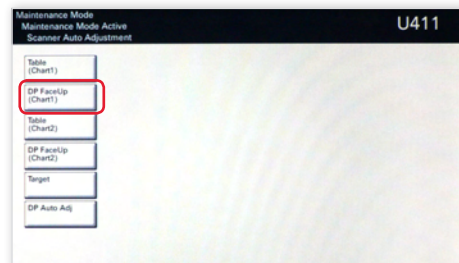 Maintenance Mode
Maintenance Mode Active
Scanner Auto Adjustment
U411
Table
(Chart1)
DP FaceUp
(Chart1)
Table
(Chart2)
DP FaceUp
(Chart2)
Target
DP Auto Adj